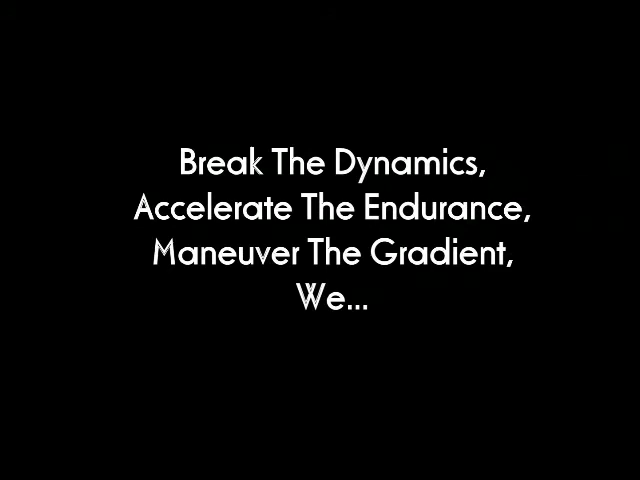 Break The Dynamics,
Accelerate The Endurance,
Maneuver The Gradient,
We...